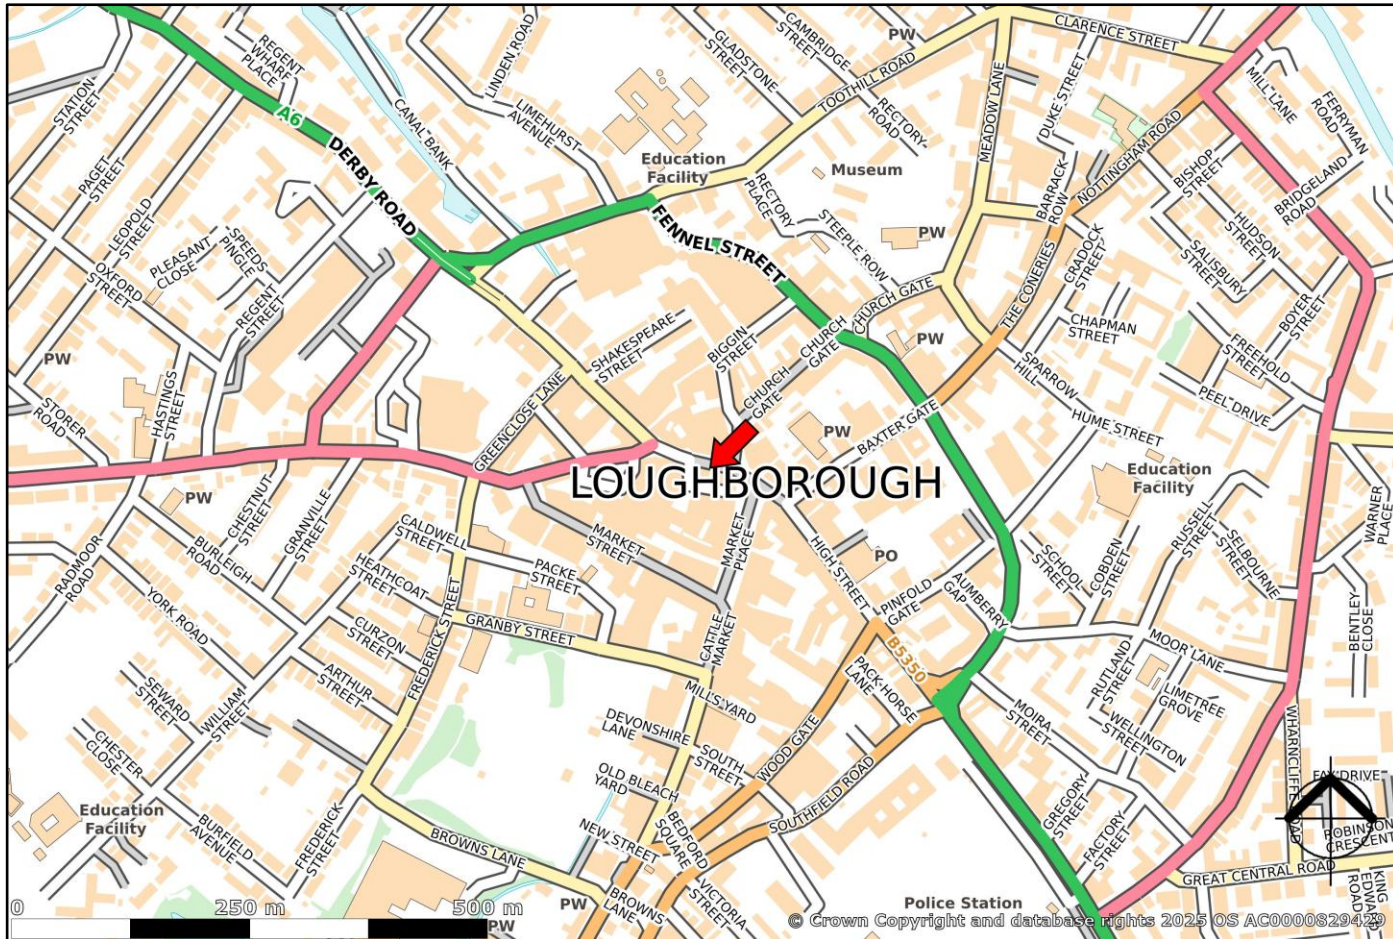 CLARENCE STREET
REGENT
WHARF
PLACE
LINDEN ROAD
GLADSTONE
STREET
CAMBRIDGE
STREET
PW
TOOTHILL ROAD
MEADOW LANE
DUKE STREET
MILL LANE
FERRYMAN
ROAD
STATION
STREET
A6
DERBY ROAD
CANAL BANK
LIMEHURST
AVENUE
RECTORY
ROAD
NOTTINGHAM ROAD
Education
Facility
Museum
BISHOP
STREET
BRIDGELAND
ROAD
PAGET
STREET
LEOPOLD
STREET
RECTORY
PLACE
STEEPLE ROW
BARRACK
ROW
HUDSON
STREET
FENNEL STREET
PW
CRADDOCK
STREET
SALISBURY
STREET
PLEASANT
CLOSE
SPEEDS
PINGLE
OXFORD
STREET
REGENT
STREET
CHURCH GATE
THE CONERIES
BOYER
STREET
SHAKESPEARE
STREET
BIGGIN
STREET
CHURCH
GATE
PW
CHAPMAN
STREET
FREEHOLD
STREET
PW
HASTINGS
STREET
GREENCLOSE LANE
CHURCH
GATE
SPARROW
HILL
PEEL DRIVE
STORER
ROAD
PW
BAXTER GATE
HUME STREET
LOUGHBOROUGH
Education
Facility
PW
CHESTNUT
STREET
GRANVILLE
STREET
CALDWELL
STREET
MARKET
STREET
MARKET
PLACE
HIGH STREET
PO
RUSSELL
STREET
SELBOURNE
STREET
WARNER
PLACE
RADMOOR
ROAD
BURLEIGH
ROAD
HEATHCOAT
STREET
PACKE
STREET
PINFOLD
GATE
AUMBERRY
GAP
SCHOOL
STREET
COBDEN
STREET
YORK ROAD
CURZON
STREET
FREDERICK STREET
GRANBY STREET
CATTLE
MARKET
B5350
MOOR LANE
BENTLEY
CLOSE
ARTHUR
STREET
MILL'S YARD
PACK HORSE
LANE
RUTLAND
STREET
LIMETREE
GROVE
SEWARD
STREET
WILLIAM
STREET
DEVONSHIRE
LANE
SOUTH
STREET
WOOD GATE
MOIRA
STREET
WELLINGTON
STREET
WHARNCLIFFE ROAD
CHESTER
CLOSE
OLD BLEACH
YARD
SOUTHFIELD ROAD
GREGORY
STREET
FACTORY
STREET
FAY DRIVE
Education
Facility
BURFIELD
AVENUE
FREDERICK
STREET
BROWNS LANE
NEW STREET
BEDFORD
SQUARE
ROBINSON
CRESCENT
GREAT CENTRAL ROAD
KING
EDWARD
ROAD
BROWNS
LANE
VICTORIA
STREET
PW
PW
Police Station
0 250 m 500 m
© Crown Copyright and database rights 2025 OS AC0000829429